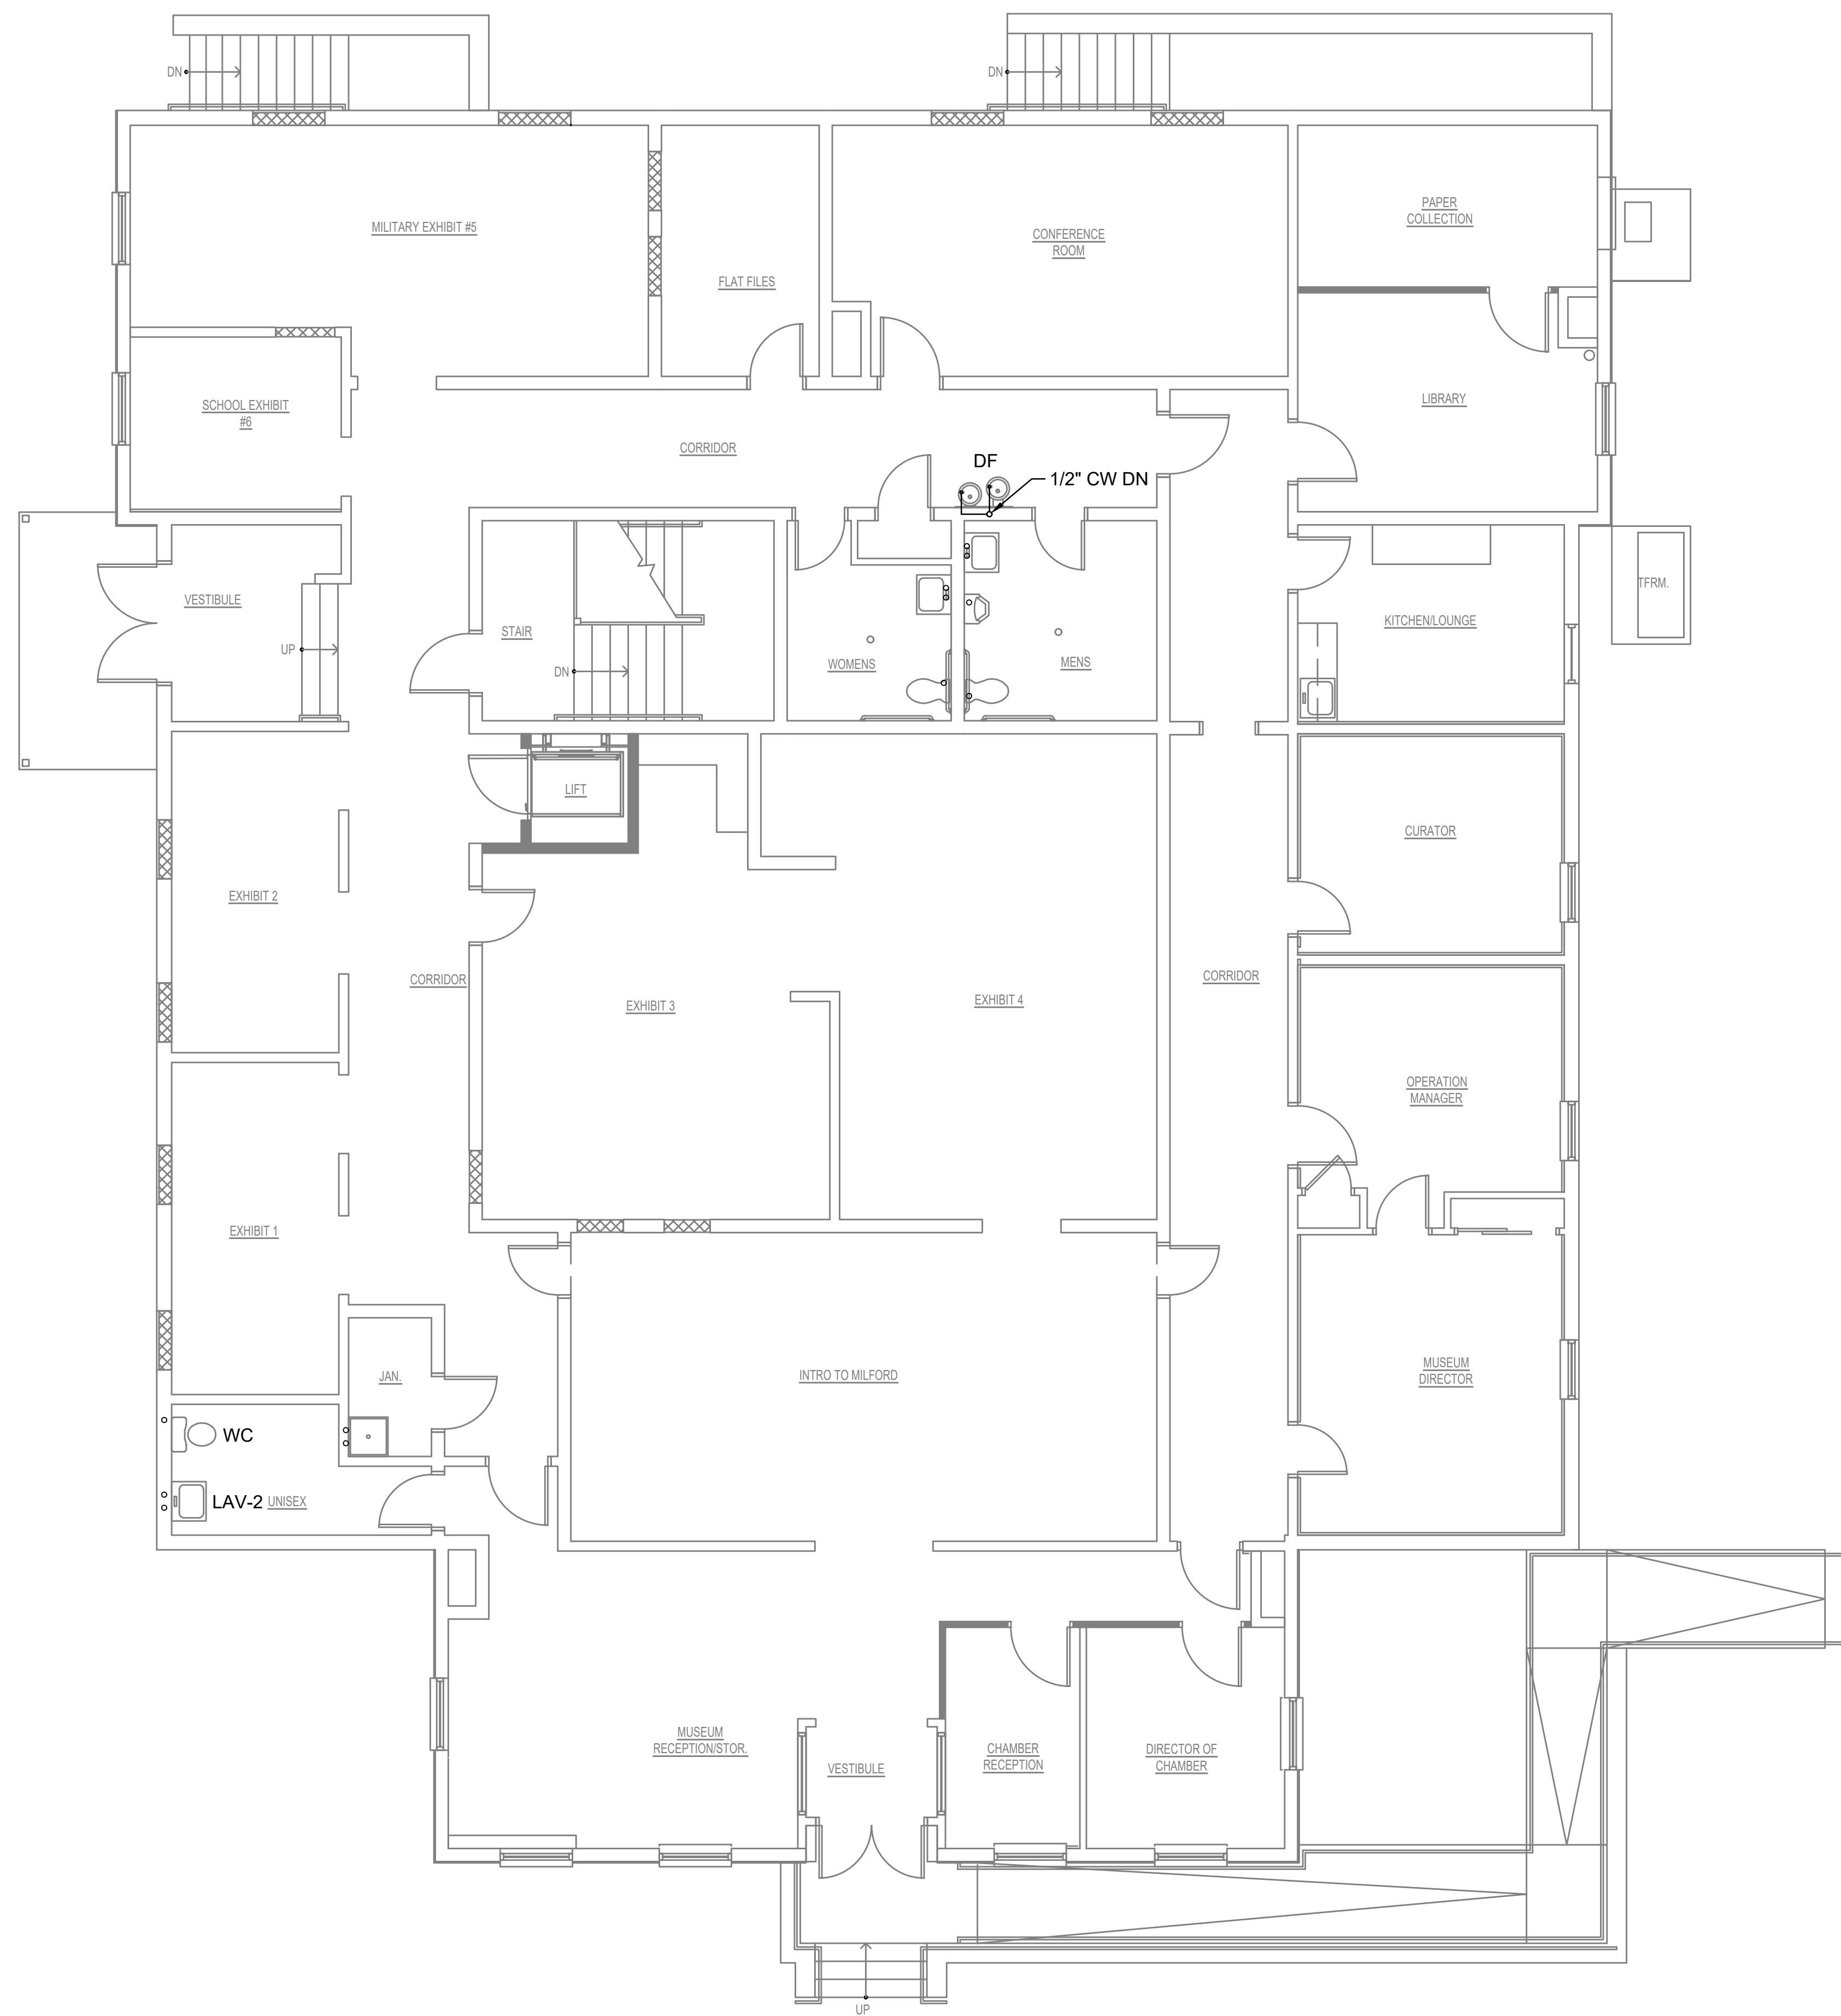 DN
DN
MILITARY EXHIBIT #5
FLAT FILES
CONFERENCE
ROOM
PAPER
COLLECTION
SCHOOL EXHIBIT
#6
CORRIDOR
LIBRARY
DF
1/2" CW DN
VESTIBULE
UP
STAIR
DN
WOMENS
MENS
KITCHEN/LOUNGE
TFRM.
LIFT
CURATOR
EXHIBIT 2
CORRIDOR
EXHIBIT 3
EXHIBIT 4
CORRIDOR
OPERATION
MANAGER
EXHIBIT 1
JAN.
INTRO TO MILFORD
MUSEUM
DIRECTOR
WC
LAV-2 UNISEX
MUSEUM
RECEPTION/STOR.
VESTIBULE
CHAMBER
RECEPTION
DIRECTOR OF
CHAMBER
UP